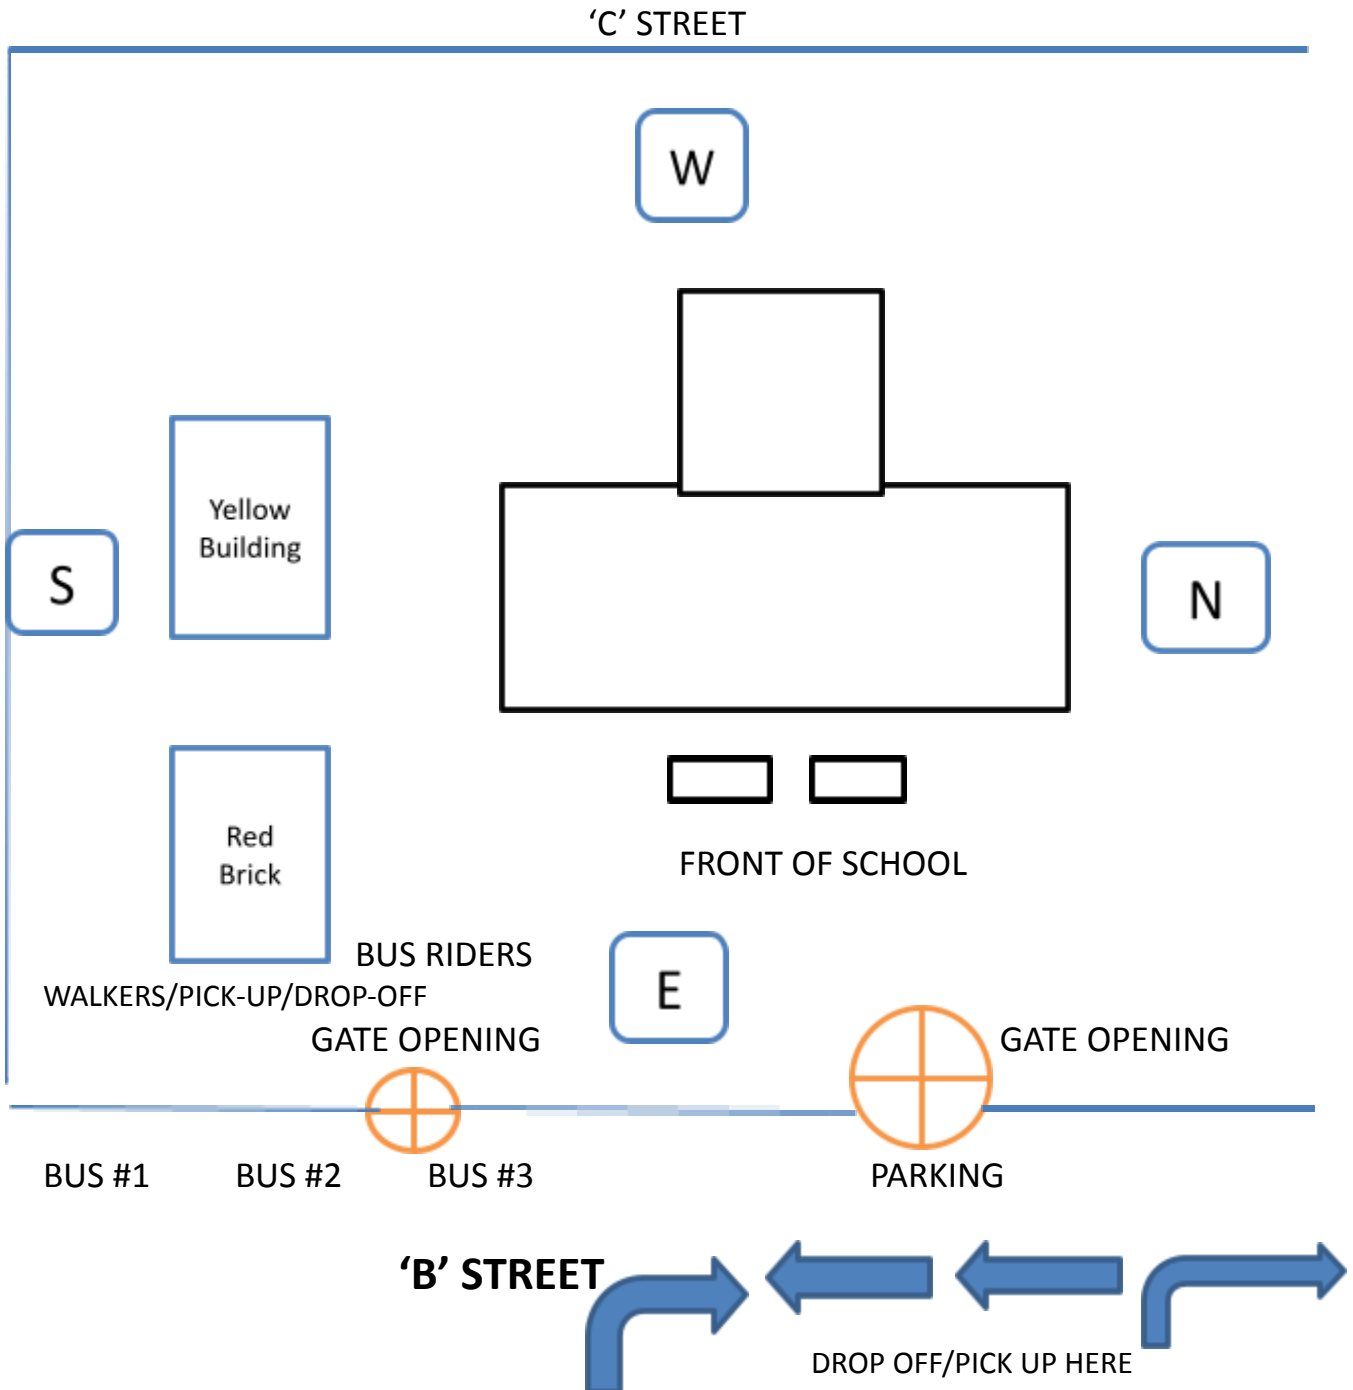 ‘C’ STREET
W
Yellow
Building
S
N
Red
Brick
FRONT OF SCHOOL
BUS RIDERS
E
WALKERS/PICK-UP/DROP-OFF
GATE OPENING
GATE OPENING
BUS #1
BUS #2
BUS #3
PARKING
‘B’ STREET
DROP OFF/PICK UP HERE